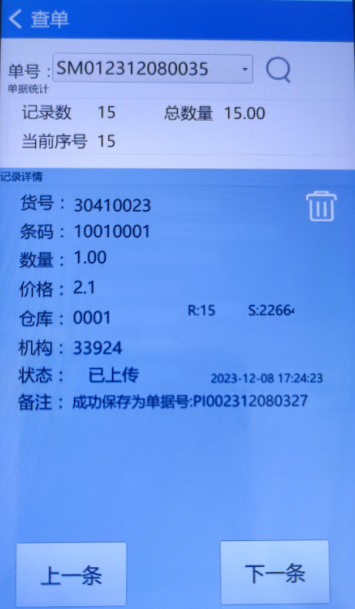 查单
单号： SM012312080035
单据统计
记录数 15 总数量 15.00
当前序号 15
记录详情
货号： 30410023
条码： 10010001
数量： 1.00
价格： 2.1
仓库： 0001 R:15 S:22664
机构： 33924
状态： 已上传 2023-12-08 17:24:23
备注： 成功保存为单据号:PI002312080327
上一条 下一条